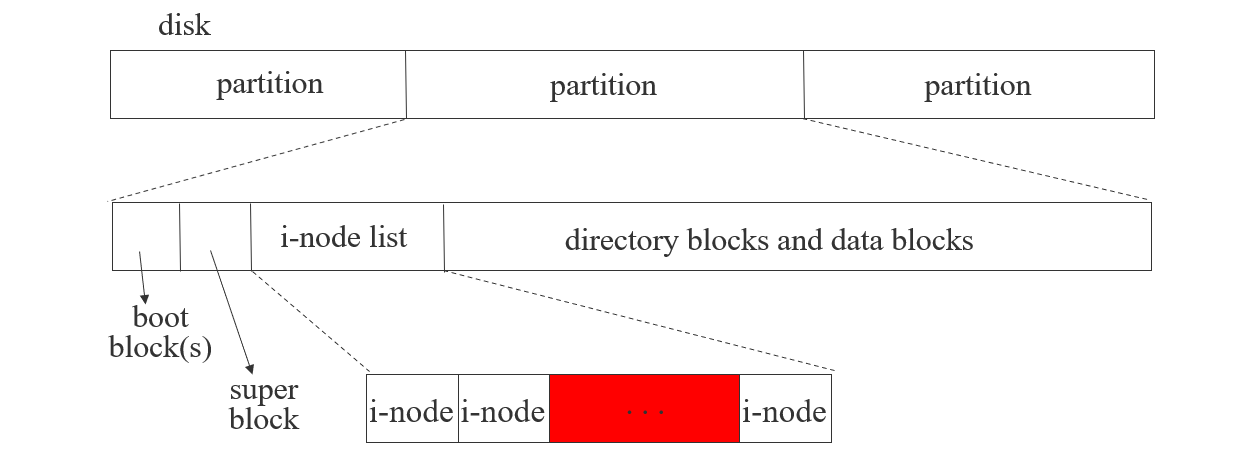 disk
partition partition partition
i-node list directory blocks and data blocks
boot
block(s)
super
block
i-node i-node . . . i-node